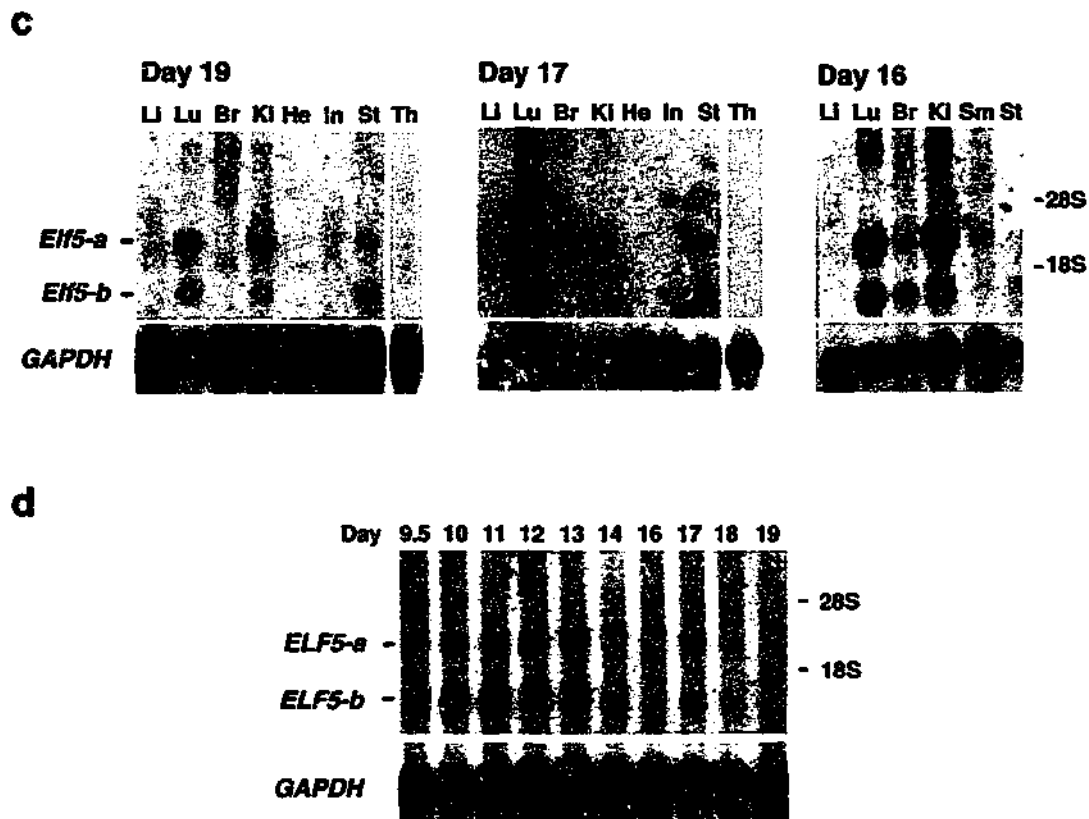 c
Day 19
Li Lu Br Ki He In St Th
Elf5-a -
Elf5-b -
GAPDH
Day 17
Li Lu Br Ki He In St Th
Day 16
Li Lu Br Ki Sm St
- 28S
- 18S
d
Day 9.5 10 11 12 13 14 16 17 18 19
ELF5-a -
ELF5-b -
GAPDH
- 28S
- 18S